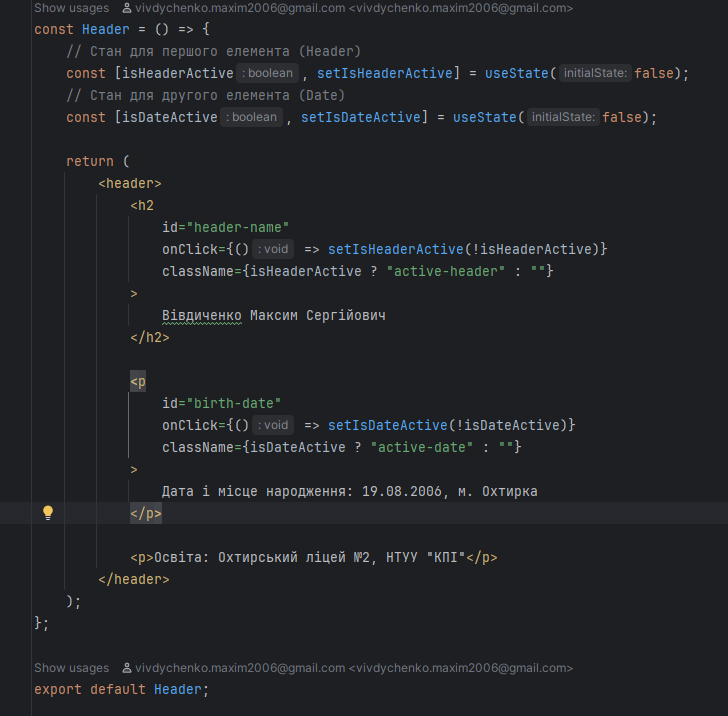 Show usages vivdychenko.maxim2006@gmail.com <vivdychenko.maxim2006@gmail.com>
const Header = () => {
// Стан для першого елемента (Header)
const [isHeaderActive : boolean , setIsHeaderActive] = useState( initialState: false);
// Стан для другого елемента (Date)
const [isDateActive : boolean , setIsDateActive] = useState( initialState: false);
return (
<header>
<h2
id="header-name"
onClick={() : void => setIsHeaderActive(!isHeaderActive)}
className={isHeaderActive ? "active-header" : ""}
>
Вівдиченко Максим Сергійович
</h2>
<p
id="birth-date"
onClick={() : void => setIsDateActive(!isDateActive)}
className={isDateActive ? "active-date" : ""}
>
Дата і місце народження: 19.08.2006, м. Охтирка
</p>
<p>Освіта: Охтирський ліцей №2, НТУУ "КПІ"</p>
</header>
);
};
Show usages vivdychenko.maxim2006@gmail.com <vivdychenko.maxim2006@gmail.com>
export default Header;